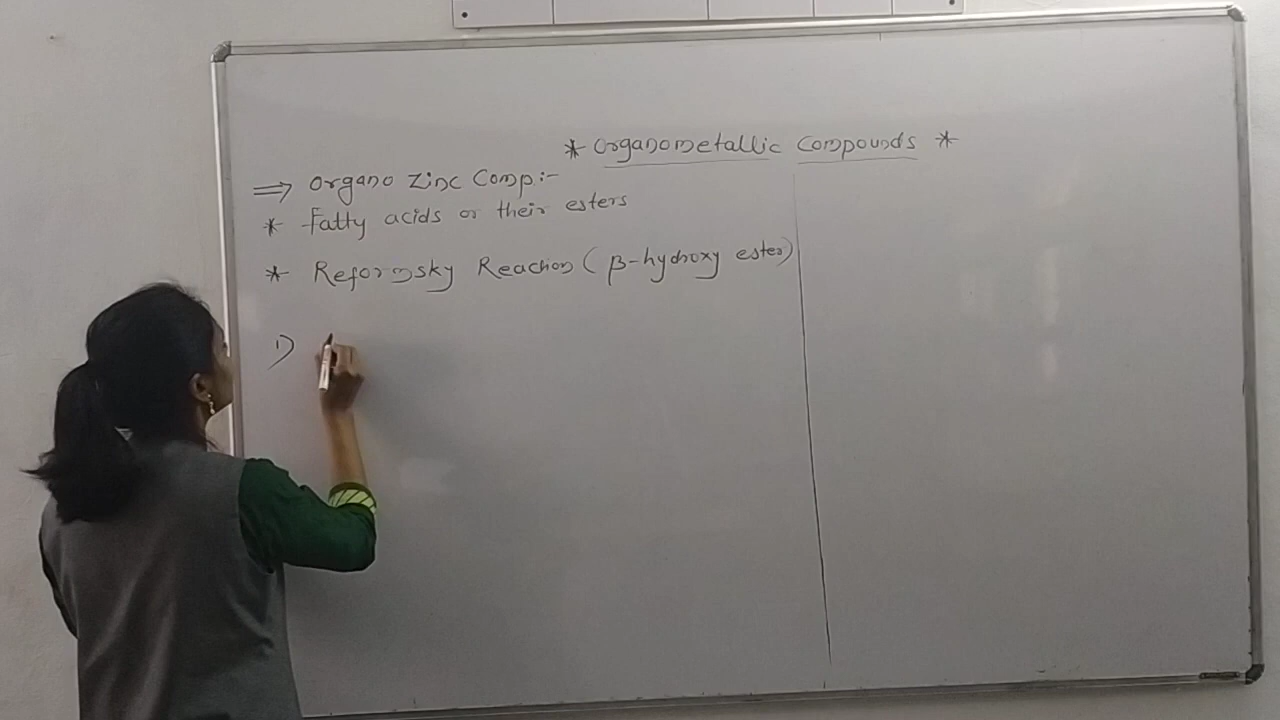 * Organometallic Compounds *
⇒ Organo Zinc Comp:-
* Fatty acids or their esters
* Reformsky Reaction (β-hydroxy ester)
1)